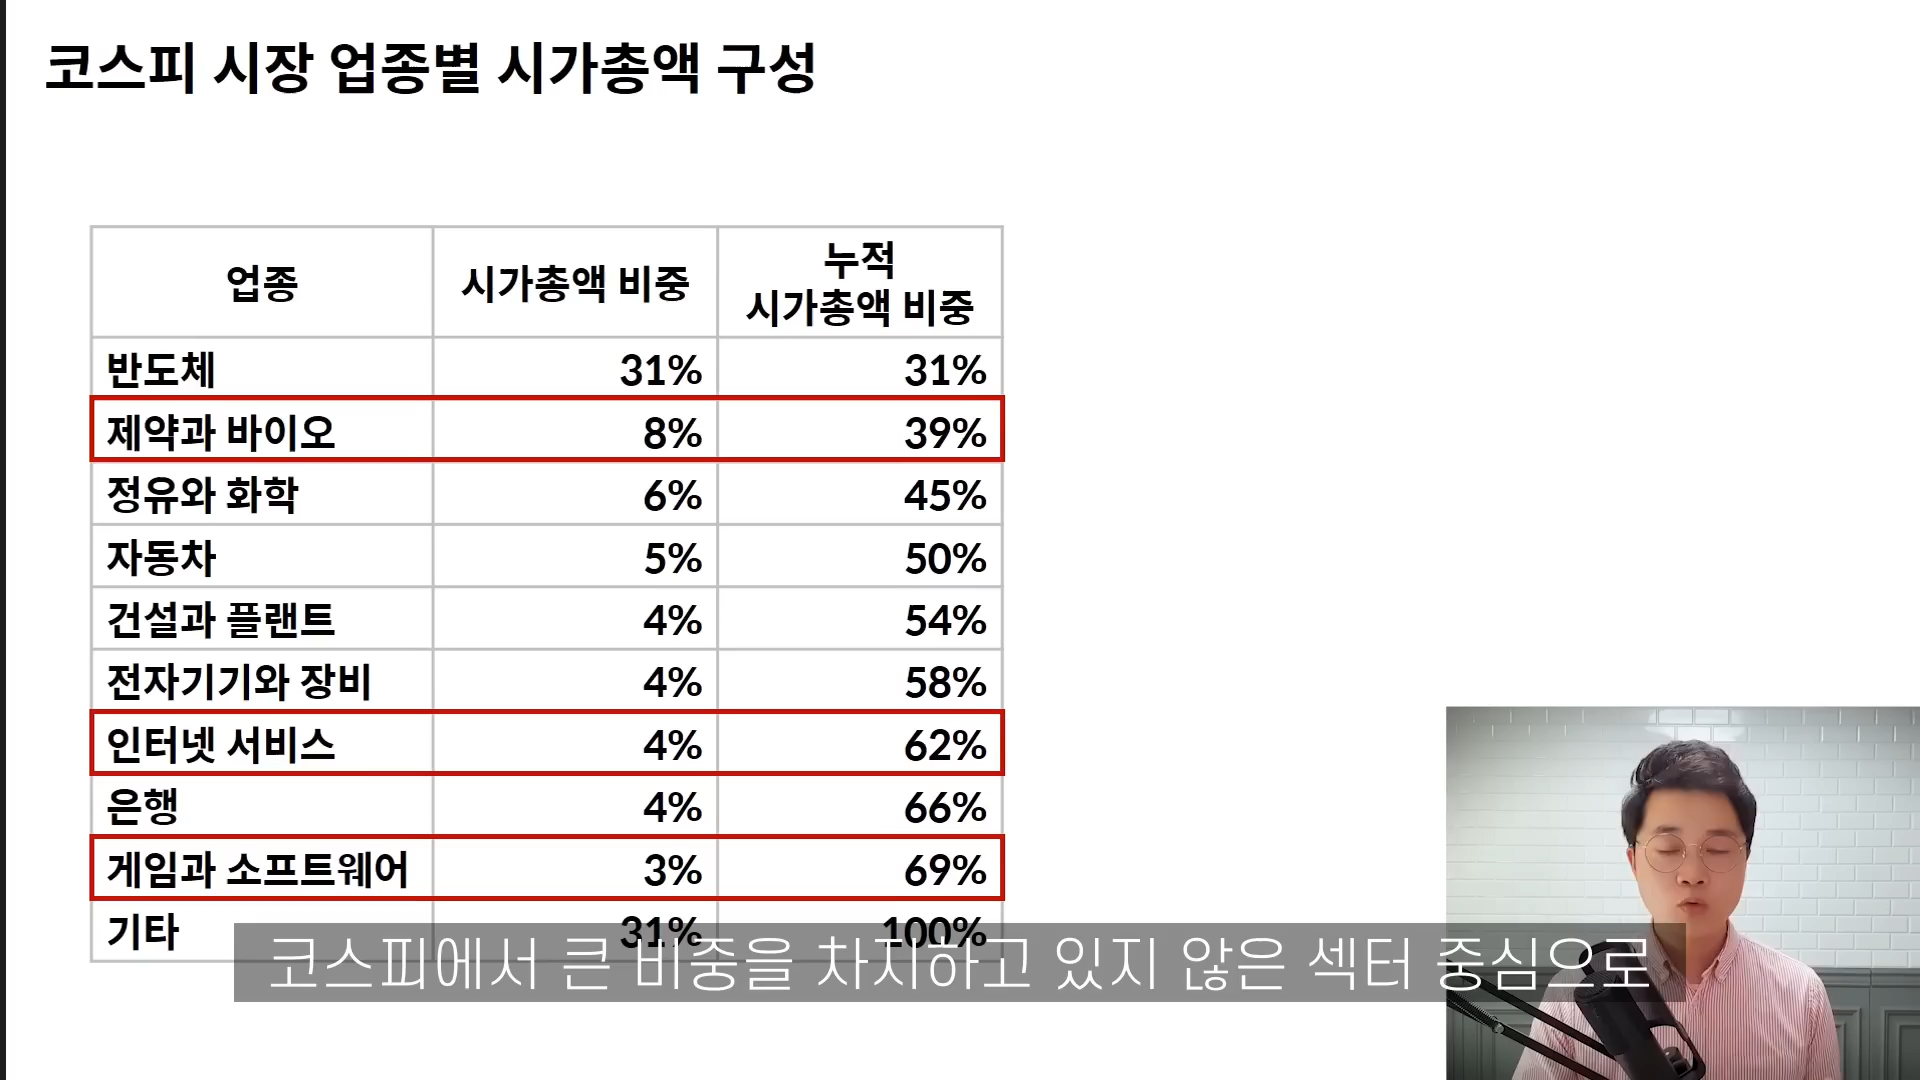 코스피 시장 업종별 시가총액 구성
업종 시가총액 비중 누적 시가총액 비중
반도체 31% 31%
제약과 바이오 8% 39%
정유와 화학 6% 45%
자동차 5% 50%
건설과 플랜트 4% 54%
전자기기와 장비 4% 58%
인터넷 서비스 4% 62%
은행 4% 66%
게임과 소프트웨어 3% 69%
기타 31% 100%
코스피에서 큰 비중을 차지하고 있지 않은 섹터 중심으로